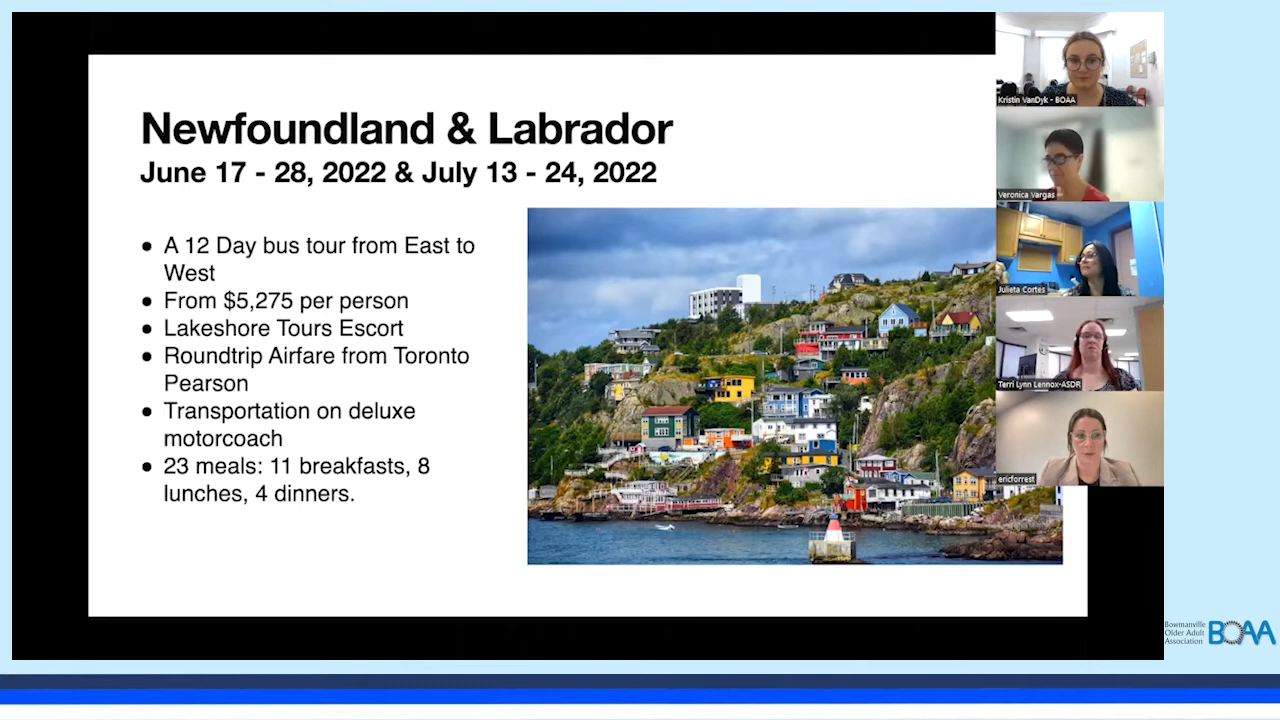 Newfoundland & Labrador
June 17 - 28, 2022 & July 13 - 24, 2022
• A 12 Day bus tour from East to
West
• From $5,275 per person
• Lakeshore Tours Escort
• Roundtrip Airfare from Toronto
Pearson
• Transportation on deluxe
motorcoach
• 23 meals: 11 breakfasts, 8
lunches, 4 dinners.
Kristin VanDyk - BOAA
Veronica Vargas
Julieta Cortes
Terri Lynn Lennox-ASDR
ericforrest
Bowmanville
Older Adult
Association
BOAA